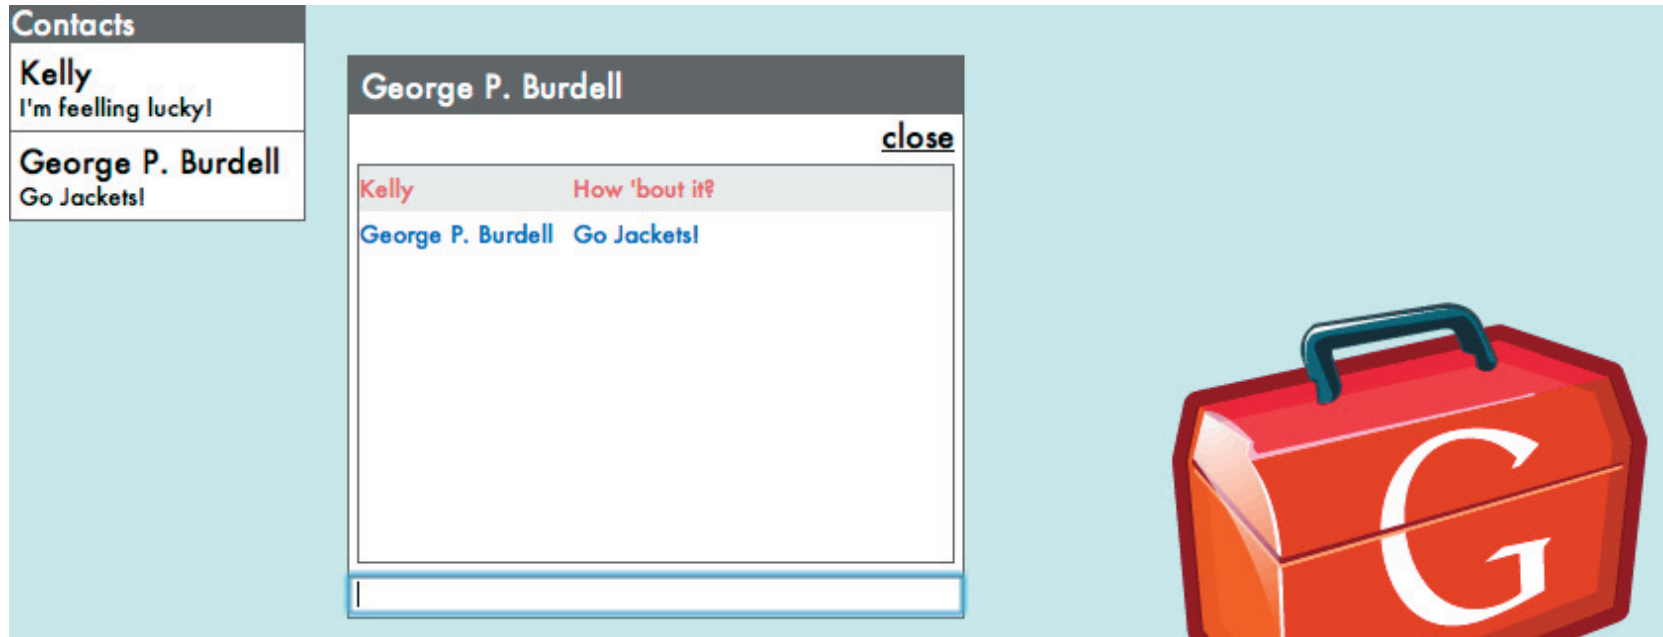 Contacts
Kelly
I'm feelling lucky!
George P. Burdell
Go Jackets!
George P. Burdell
close
Kelly How 'bout it?
George P. Burdell Go Jackets!
G